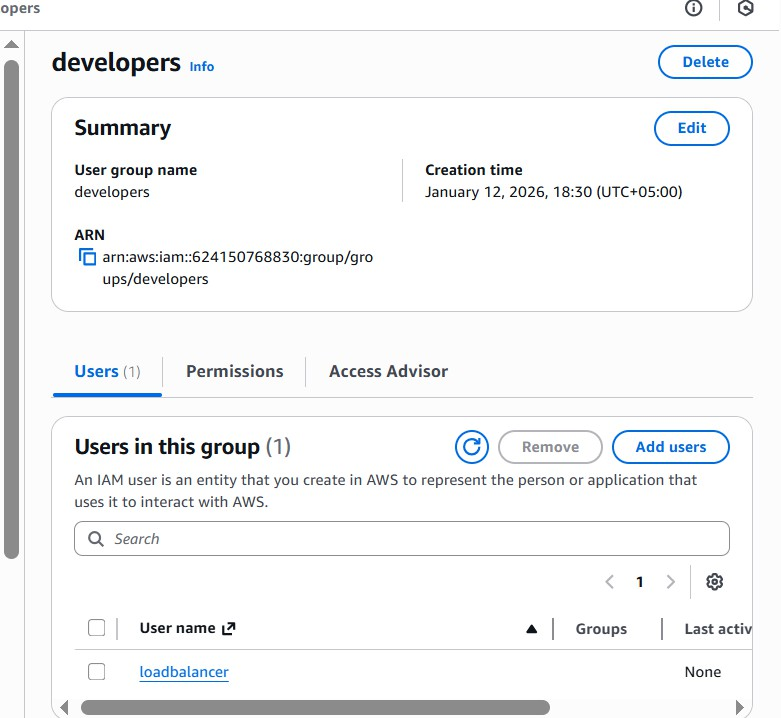 opers
developers Info
Delete
Summary
Edit
User group name
developers
Creation time
January 12, 2026, 18:30 (UTC+05:00)
ARN
arn:aws:iam::624150768830:group/gro
ups/developers
Users (1)
Permissions
Access Advisor
Users in this group (1)
Remove
Add users
An IAM user is an entity that you create in AWS to represent the person or application that
uses it to interact with AWS.
Search
1
User name
Groups
Last activ
loadbalancer
None